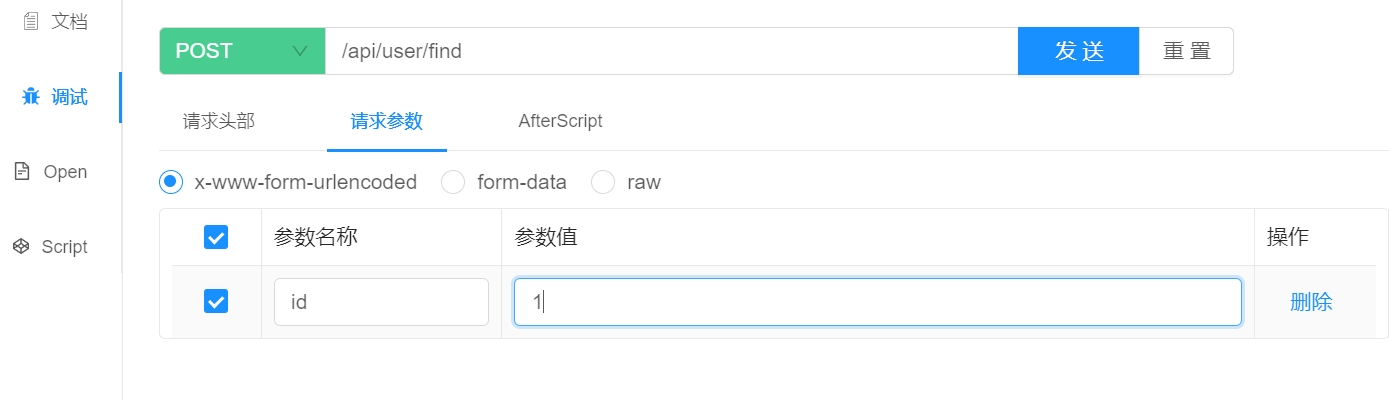 文档
调试
Open
Script
POST
/api/user/find
发 送
重 置
请求头部
请求参数
AfterScript
x-www-form-urlencoded
form-data
raw
参数名称
参数值
操作
id
1
删除